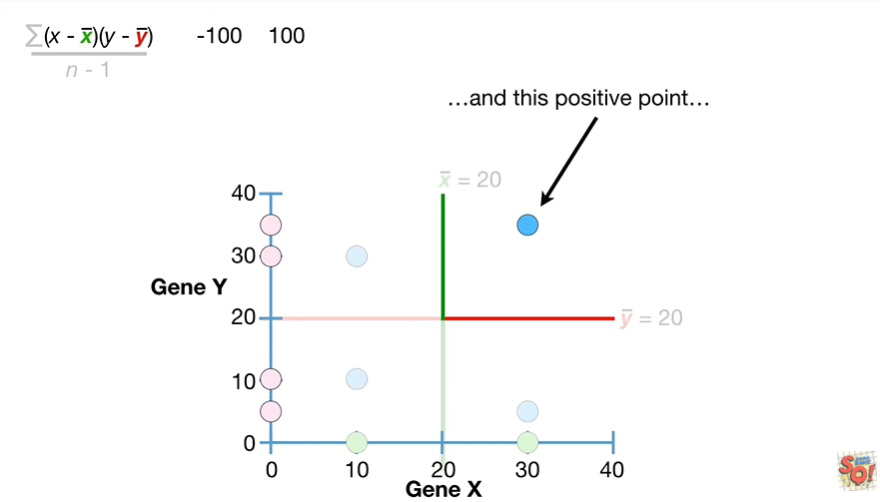 ∑(x - x̄)(y - ȳ) -100 100
n - 1
…and this positive point…
x̄ = 20
40
30
Gene Y
20
ȳ = 20
10
0
0 10 20 30 40
Gene X
SQ!